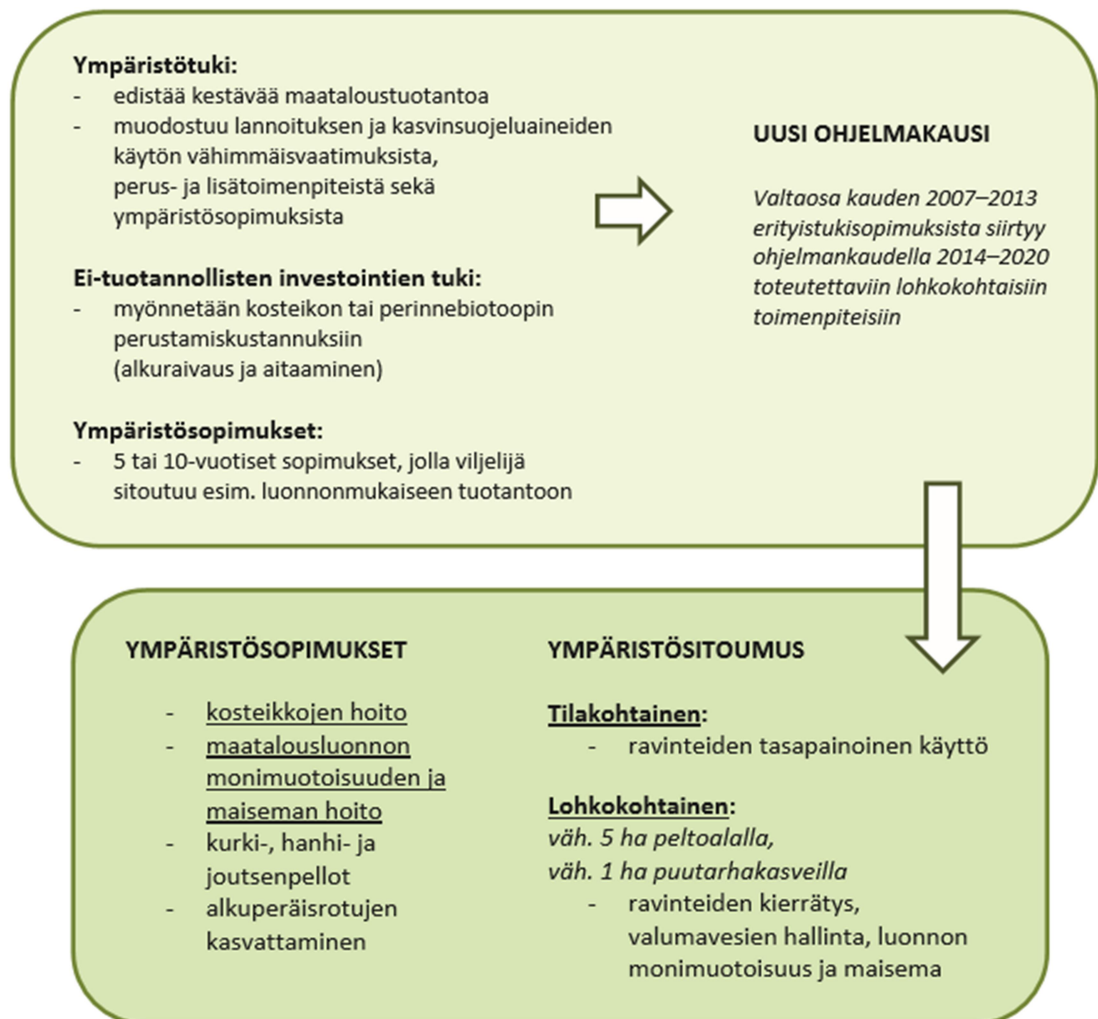 Ympäristötuki:
- edistää kestävää maataloustuotantoa
- muodostuu lannoituksen ja kasvinsuojeluaineiden
käytön vähimmäisvaatimuksista,
perus- ja lisätoimenpiteistä sekä
ympäristösopimuksista
Ei-tuotannollisten investointien tuki:
- myönnetään kosteikon tai perinnebiotoopin
perustamiskustannuksiin
(alkuraivaus ja aitaaminen)
Ympäristösopimukset:
- 5 tai 10-vuotiset sopimukset, jolla viljelijä
sitoutuu esim. luonnonmukaiseen tuotantoon
UUSI OHJELMAKAUSI
Valtaosa kauden 2007–2013
erityistukisopimuksista siirtyy
ohjelmankaudella 2014–2020
toteutettaviin lohkokohtaisiin
toimenpiteisiin
YMPÄRISTÖSOPIMUKSET
- kosteikkojen hoito
- maatalousluonnon
monimuotoisuuden ja
maiseman hoito
- kurki-, hanhi- ja
joutsenpellot
- alkuperäisrotujen
kasvattaminen
YMPÄRISTÖSITOUMUS
Tilakohtainen:
- ravinteiden tasapainoinen käyttö
Lohkokohtainen:
väh. 5 ha peltoalalla,
väh. 1 ha puutarhakasveilla
- ravinteiden kierrätys,
valumavesien hallinta, luonnon
monimuotoisuus ja maisema